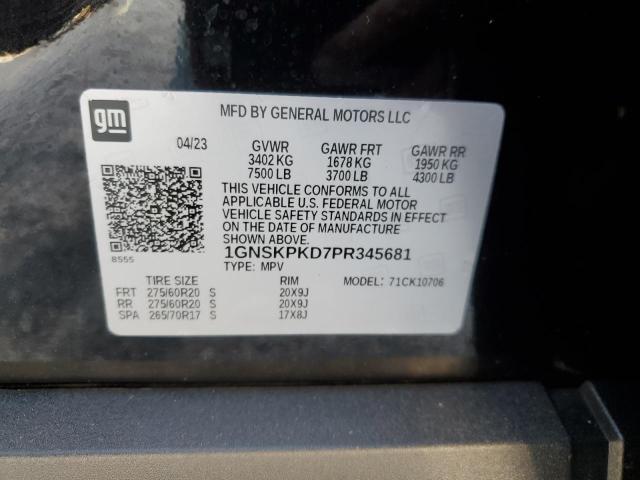 gm
MFD BY GENERAL MOTORS LLC
04/23 GVWR GAWR FRT GAWR RR
3402 KG 1678 KG 1950 KG
7500 LB 3700 LB 4300 LB
THIS VEHICLE CONFORMS TO ALL
APPLICABLE U.S. FEDERAL MOTOR
VEHICLE SAFETY STANDARDS IN EFFECT
ON THE DATE OF MANUFACTURE
SHOWN ABOVE.
8555
1GNSKPKD7PR345681
TYPE: MPV
MODEL: 71CK10706
TIRE SIZE RIM
FRT 275/60R20 S 20X9J
RR 275/60R20 S 20X9J
SPA 265/70R17 S 17X8J